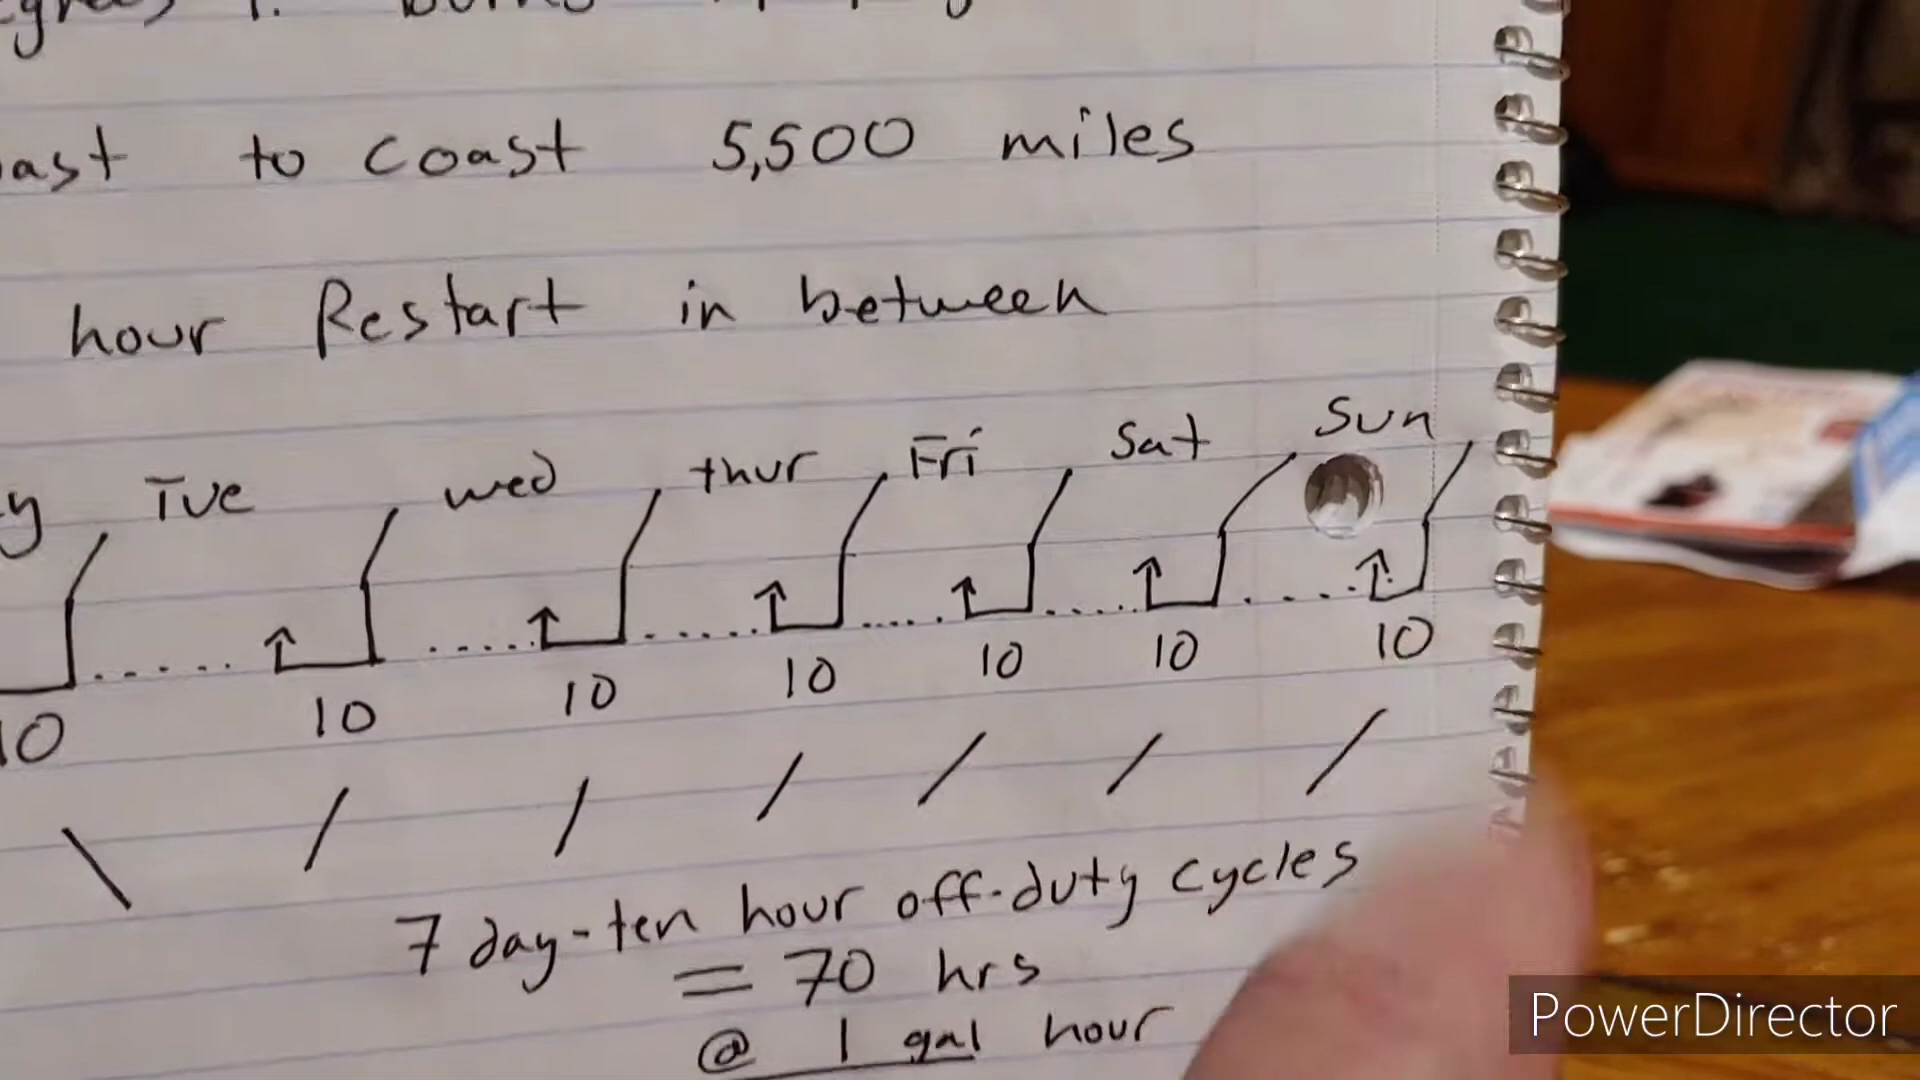 to coast 5,500 miles
hour Restart in between
Tue wed thur Fri Sat Sun
10 10 10 10 10 10 10
7 day-ten hour off-duty cycles
= 70 hrs
@ 1 gal hour
PowerDirector